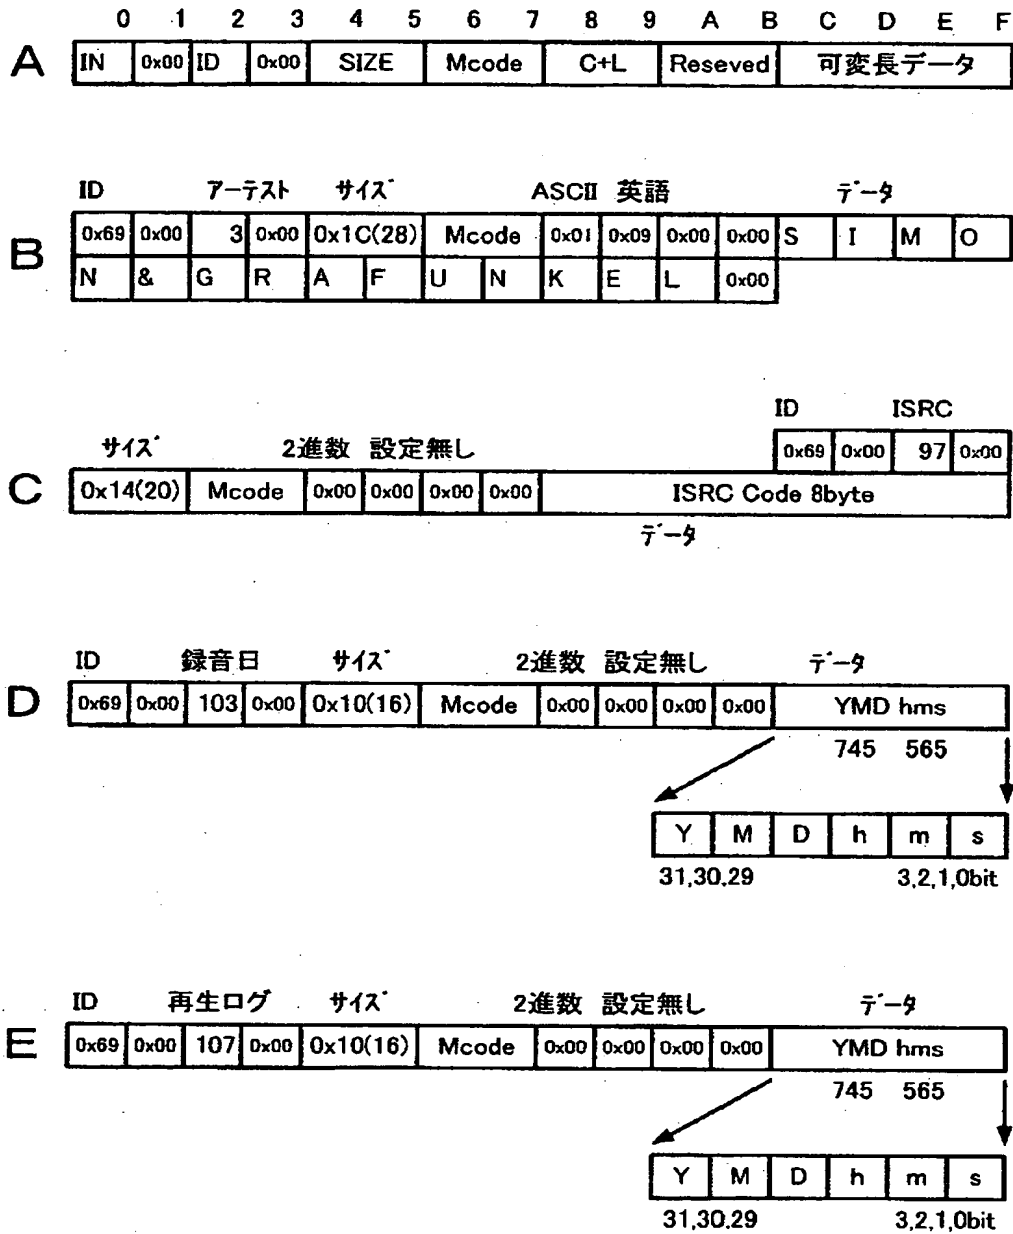 0 1 2 3 4 5 6 7 8 9 A B C D E F
A IN 0x00 ID 0x00 SIZE Mcode C+L Reseved 可変長データ
ID アーテスト サイズ ASCII 英語 データ
B 0x69 0x00 3 0x00 0x1C(28) Mcode 0x01 0x09 0x00 0x00 S I M O
N & G R A F U N K E L 0x00
ID ISRC
0x69 0x00 97 0x00
サイズ 2進数 設定無し
C 0x14(20) Mcode 0x00 0x00 0x00 0x00 ISRC Code 8byte
データ
ID 録音日 サイズ 2進数 設定無し データ
D 0x69 0x00 103 0x00 0x10(16) Mcode 0x00 0x00 0x00 0x00 YMD hms
745 565
Y M D h m s
31,30,29 3,2,1,0bit
ID 再生ログ サイズ 2進数 設定無し データ
E 0x69 0x00 107 0x00 0x10(16) Mcode 0x00 0x00 0x00 0x00 YMD hms
745 565
Y M D h m s
31,30,29 3,2,1,0bit